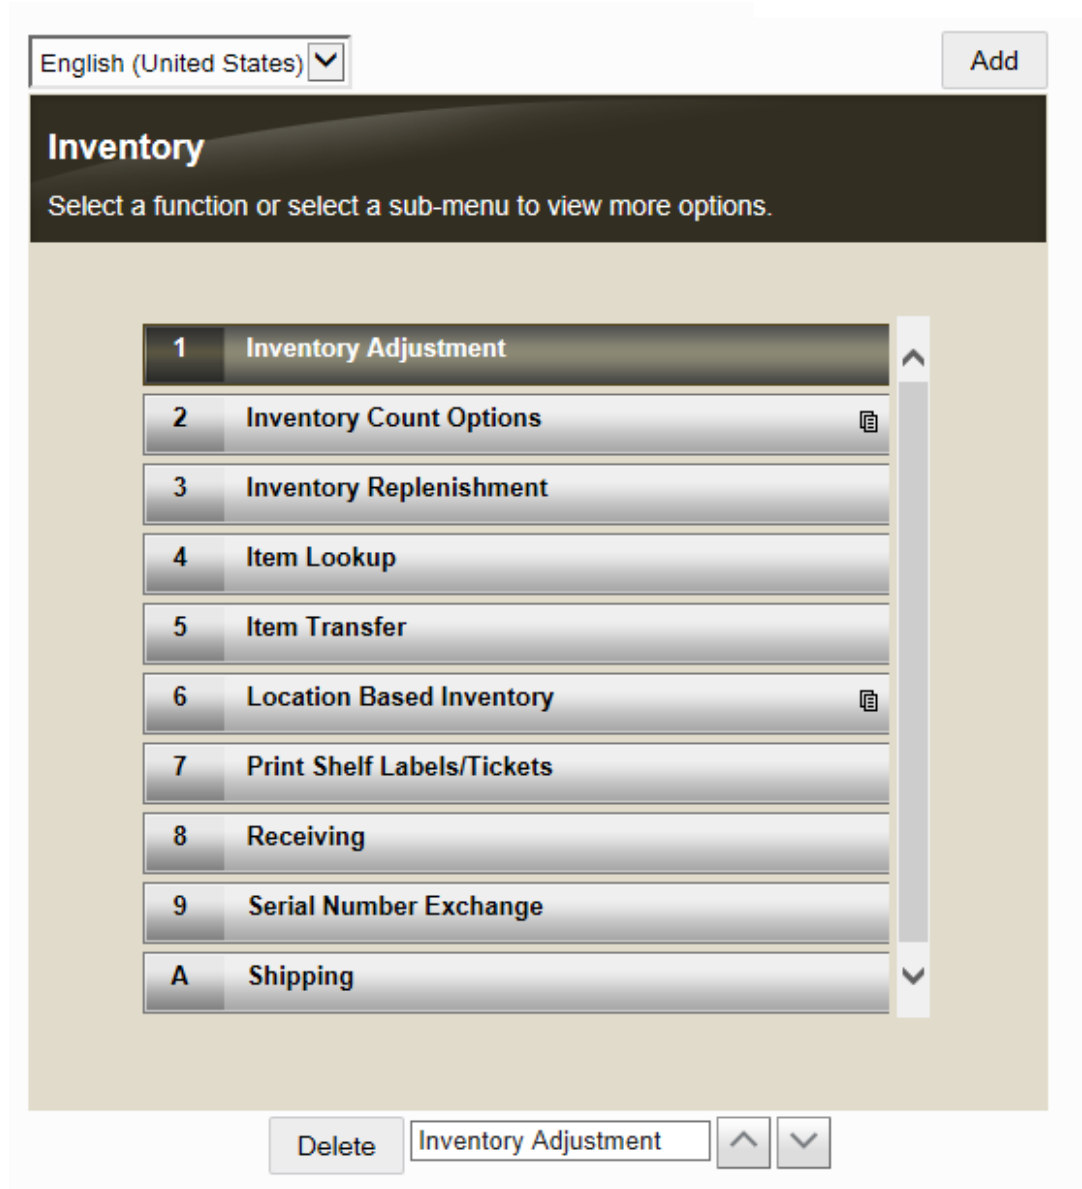 English (United States)
Add
Inventory
Select a function or select a sub-menu to view more options.
1 Inventory Adjustment
2 Inventory Count Options
3 Inventory Replenishment
4 Item Lookup
5 Item Transfer
6 Location Based Inventory
7 Print Shelf Labels/Tickets
8 Receiving
9 Serial Number Exchange
A Shipping
Delete Inventory Adjustment